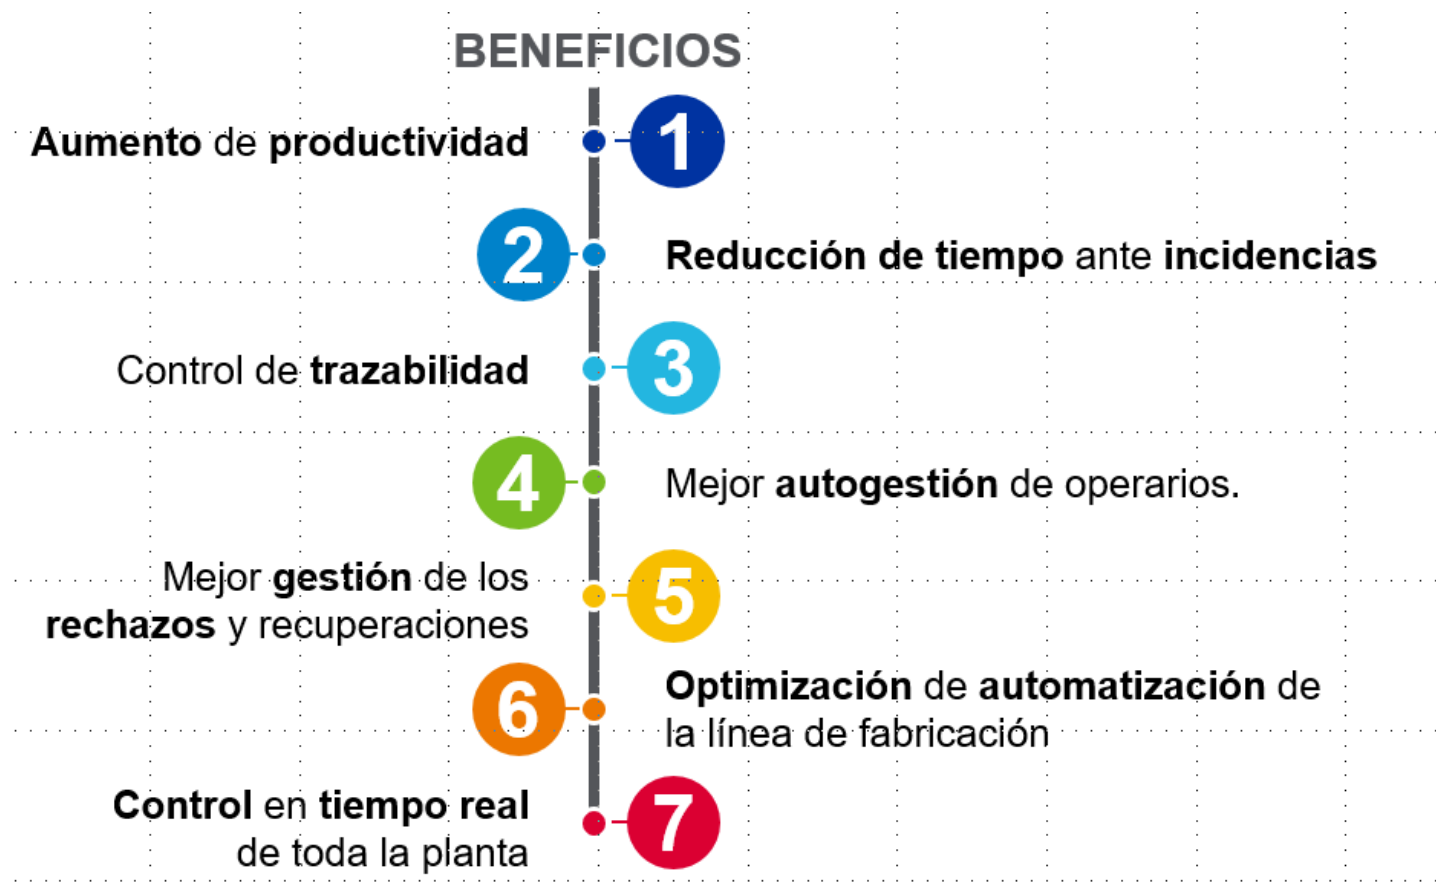 BENEFICIOS
Aumento de productividad
1
2
Reducción de tiempo ante incidencias
Control de trazabilidad
3
4
Mejor autogestión de operarios.
Mejor gestión de los
rechazos y recuperaciones
5
6
Optimización de automatización de
la línea de fabricación
Control en tiempo real
de toda la planta
7